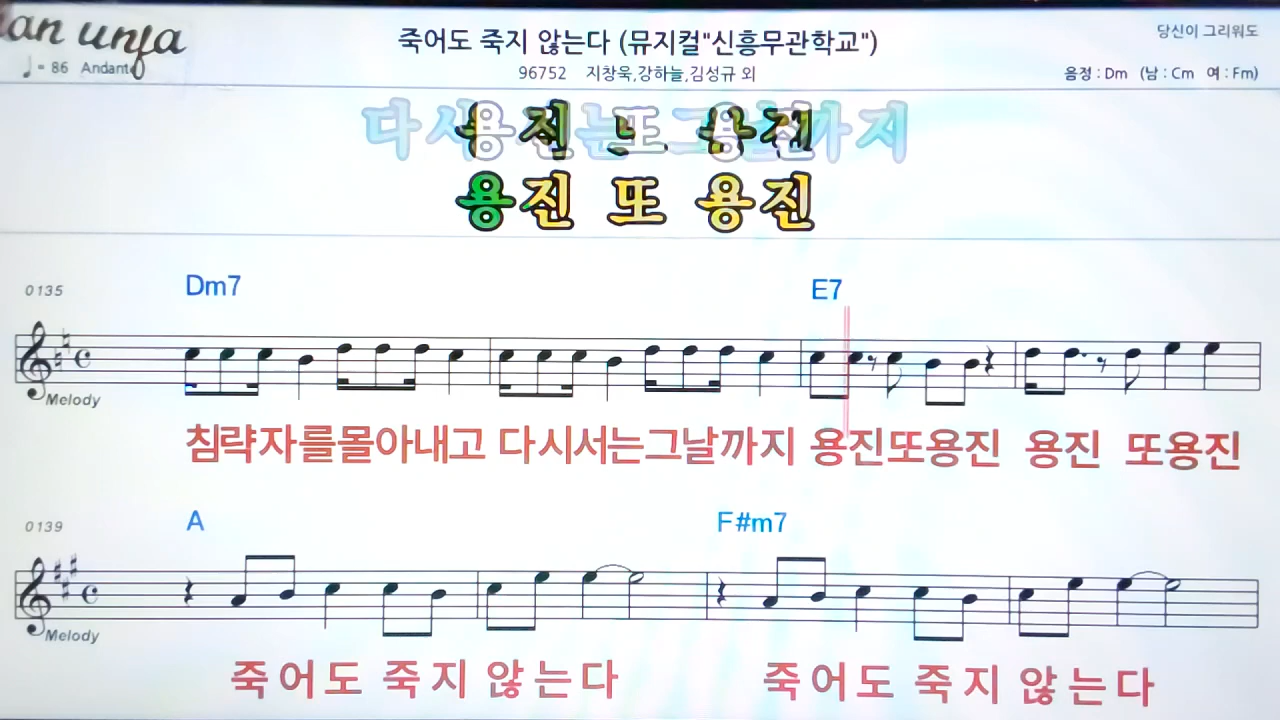 an unfa
죽어도 죽지 않는다 (뮤지컬"신흥무관학교")
당신이 그리워도
♩ = 86 Andante
96752 지창욱,강하늘,김성규 외
음정 : Dm (남 : Cm 여 : Fm)
용진 또 용진
0135 Dm7 E7
Melody
침략자를몰아내고 다시서는그날까지 용진또용진 용진 또용진
0139 A F#m7
Melody
죽어도 죽지 않는다 죽어도 죽지 않는다